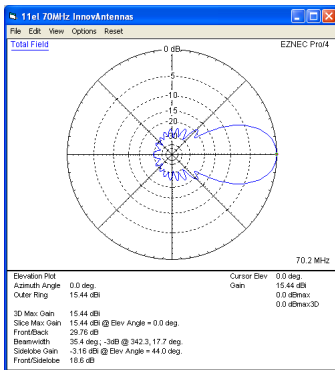 11el 70MHz InnovAntennas
File Edit View Options Reset
Total Field
EZNEC Pro/4
0 dB
-5
-10
-15
-20
-30
70.2 MHz
Elevation Plot
Azimuth Angle 0.0 deg.
Outer Ring 15.44 dBi
Cursor Elev 0.0 deg.
Gain 15.44 dBi
0.0 dBmax
0.0 dBmax3D
3D Max Gain 15.44 dBi
Slice Max Gain 15.44 dBi @ Elev Angle = 0.0 deg.
Front/Back 29.76 dB
Beamwidth 35.4 deg.; -3dB @ 342.3, 17.7 deg.
Sidelobe Gain -3.16 dBi @ Elev Angle = 44.0 deg.
Front/Sidelobe 18.6 dB